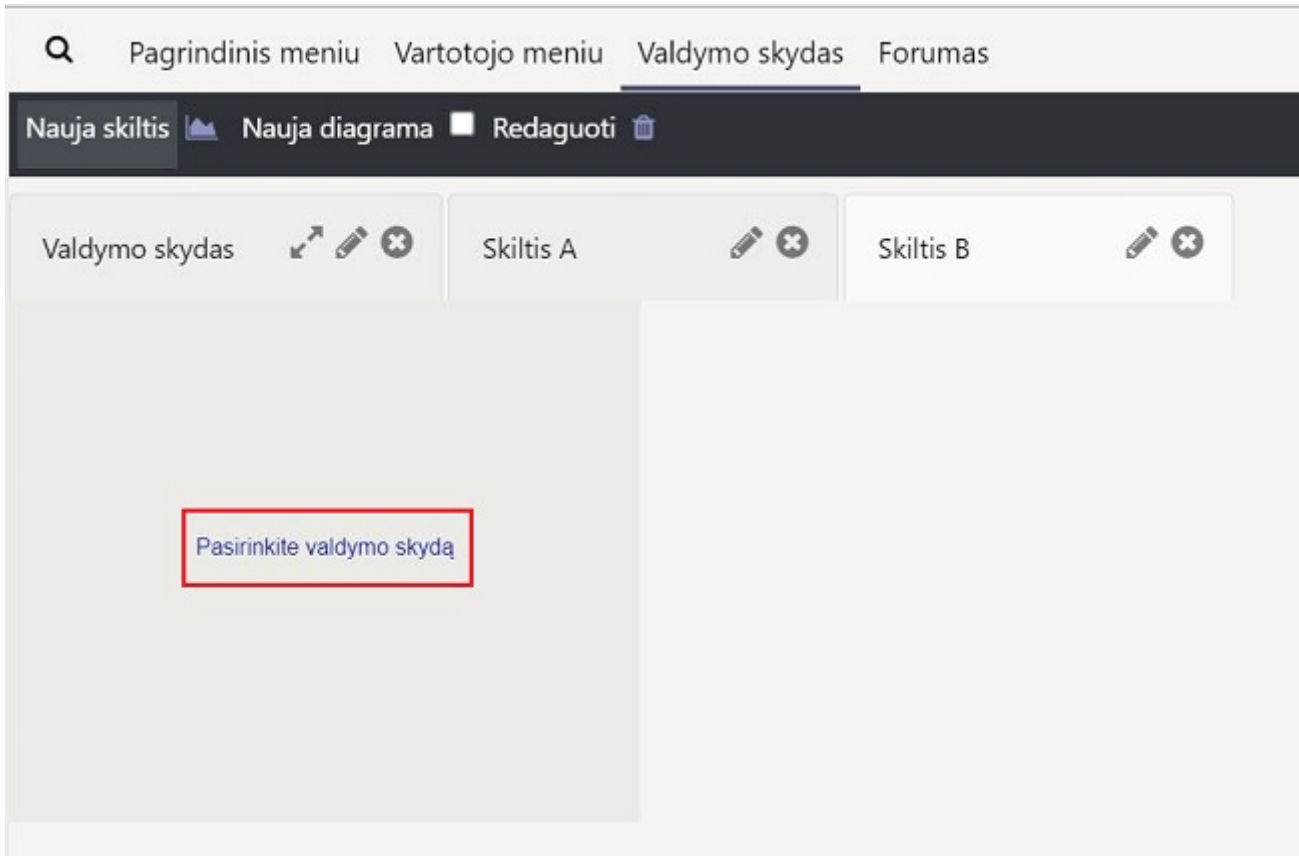 Pagrindinis meniu Vartotojo meniu Valdymo skydas Forumas
Nauja skiltis Nauja diagrama Redaguoti
Valdymo skydas Skiltis A Skiltis B
Pasirinkite valdymo skydą